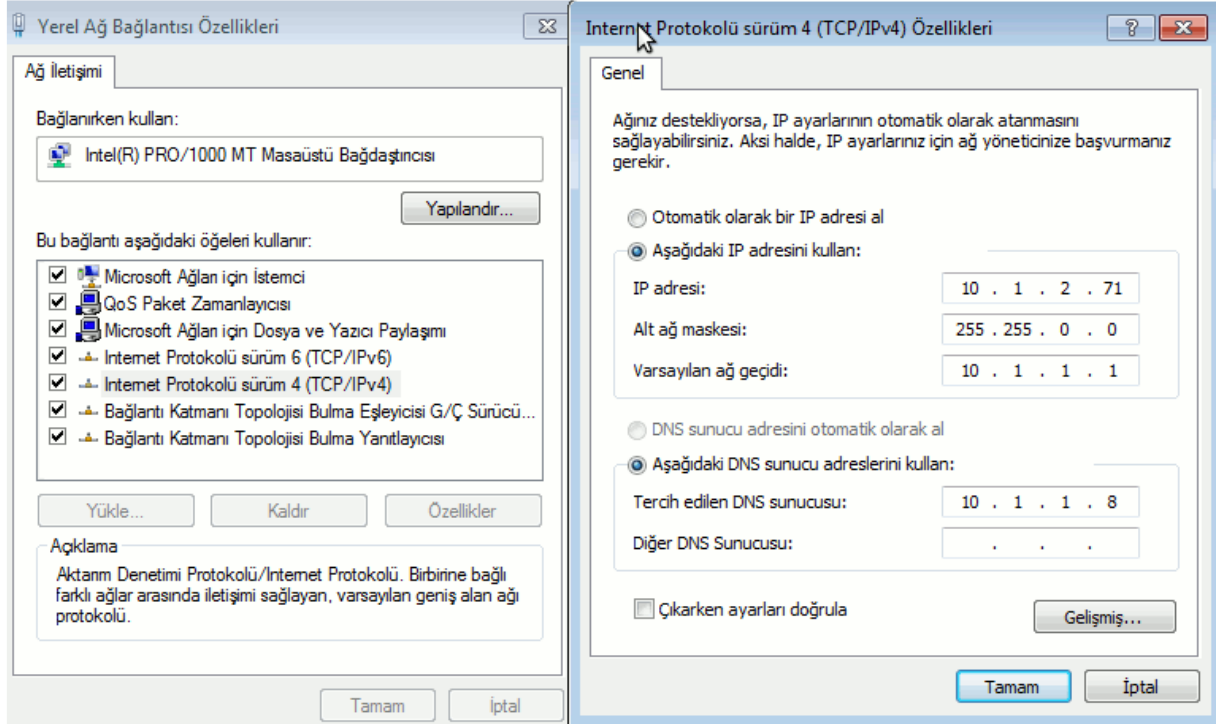 Yerel Ağ Bağlantısı Özellikleri
Ağ İletişimi
Bağlanırken kullan:
Intel(R) PRO/1000 MT Masaüstü Bağdaştırıcısı
Yapılandır...
Bu bağlantı aşağıdaki öğeleri kullanır:
Microsoft Ağları için İstemci
QoS Paket Zamanlayıcısı
Microsoft Ağları için Dosya ve Yazıcı Paylaşımı
Internet Protokolü sürüm 6 (TCP/IPv6)
Internet Protokolü sürüm 4 (TCP/IPv4)
Bağlantı Katmanı Topolojisi Bulma Eşleyicisi G/Ç Sürücü...
Bağlantı Katmanı Topolojisi Bulma Yanıtlayıcısı
Yükle...
Kaldır
Özellikler
Açıklama
Aktarım Denetimi Protokolü/Internet Protokolü. Birbirine bağlı
farklı ağlar arasında iletişimi sağlayan, varsayılan geniş alan ağı
protokolü.
Tamam
İptal
Internet Protokolü sürüm 4 (TCP/IPv4) Özellikleri
Genel
Ağınız destekliyorsa, IP ayarlarının otomatik olarak atanmasını
sağlayabilirsiniz. Aksi halde, IP ayarlarınız için ağ yöneticinize başvurmanız
gerekir.
Otomatik olarak bir IP adresi al
Aşağıdaki IP adresini kullan:
IP adresi: 10 . 1 . 2 . 71
Alt ağ maskesi: 255 . 255 . 0 . 0
Varsayılan ağ geçidi: 10 . 1 . 1 . 1
DNS sunucu adresini otomatik olarak al
Aşağıdaki DNS sunucu adreslerini kullan:
Tercih edilen DNS sunucusu: 10 . 1 . 1 . 8
Diğer DNS Sunucusu: . . .
Çıkarken ayarları doğrula
Gelişmiş...
Tamam
İptal